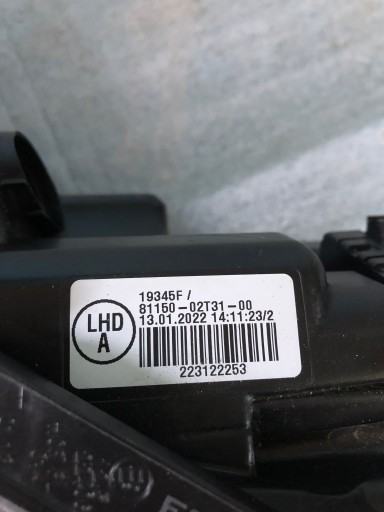 19345F /
81150-02T31-00
LHD
A
13.01.2022 14:11:23/2
223122253